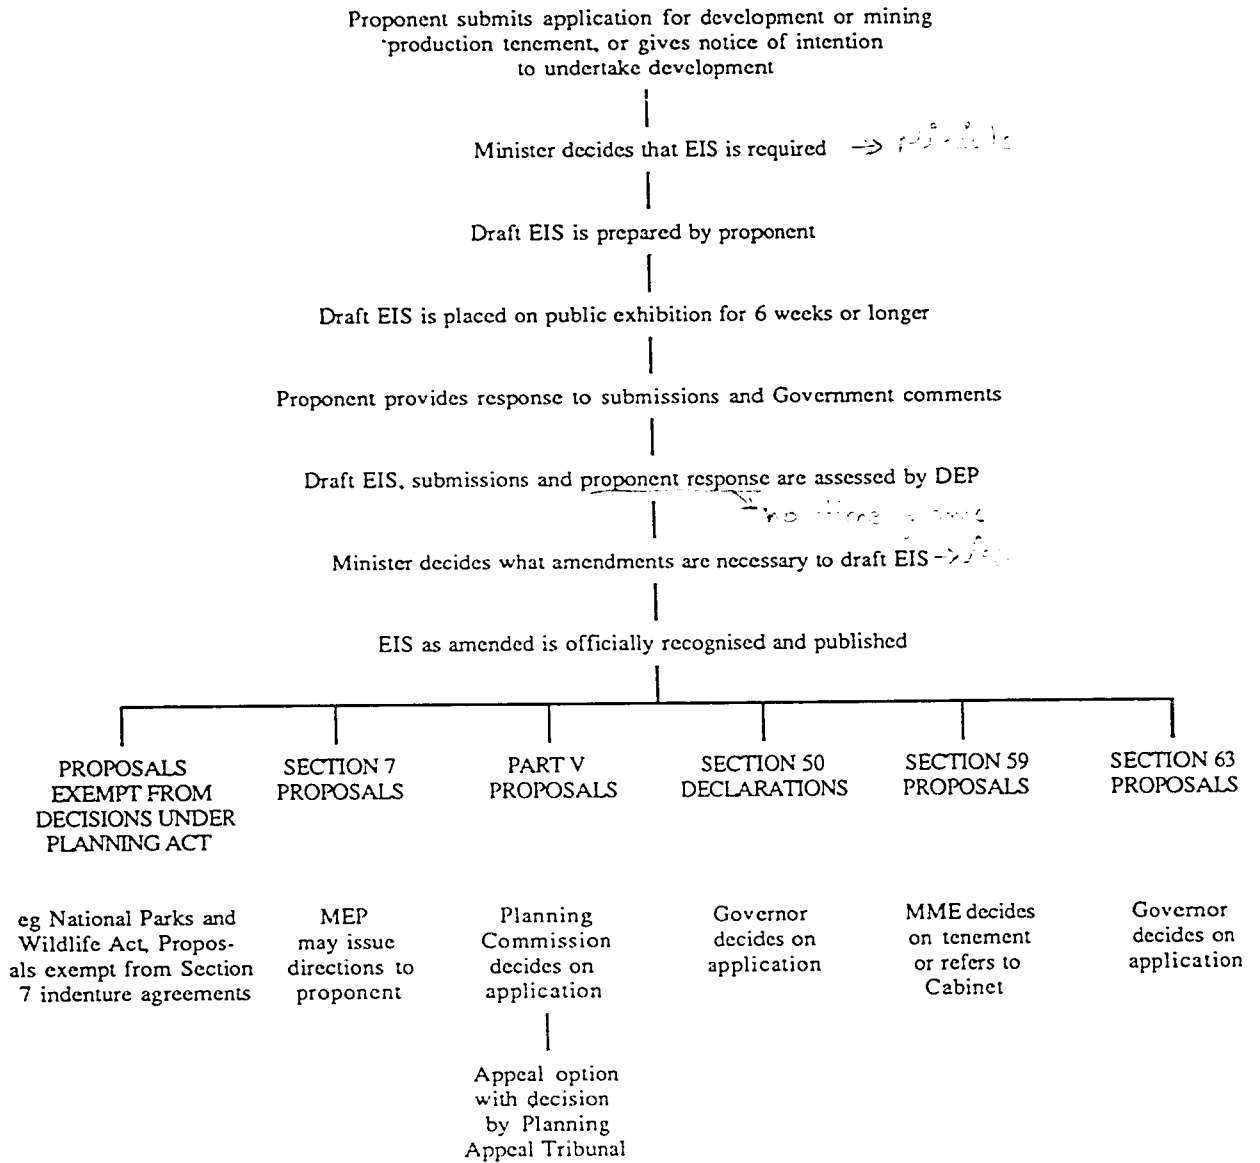 Proponent submits application for development or mining
production tenement, or gives notice of intention
to undertake development
Minister decides that EIS is required →
Draft EIS is prepared by proponent
Draft EIS is placed on public exhibition for 6 weeks or longer
Proponent provides response to submissions and Government comments
Draft EIS, submissions and proponent response are assessed by DEP
no
Minister decides what amendments are necessary to draft EIS →
EIS as amended is officially recognised and published
PROPOSALS
EXEMPT FROM
DECISIONS UNDER
PLANNING ACT
SECTION 7
PROPOSALS
PART V
PROPOSALS
SECTION 50
DECLARATIONS
SECTION 59
PROPOSALS
SECTION 63
PROPOSALS
eg National Parks and
Wildlife Act, Propos-
als exempt from Section
7 indenture agreements
MEP
may issue
directions to
proponent
Planning
Commission
decides on
application
Governor
decides on
application
MME decides
on tenement
or refers to
Cabinet
Governor
decides on
application
Appeal option
with decision
by Planning
Appeal Tribunal